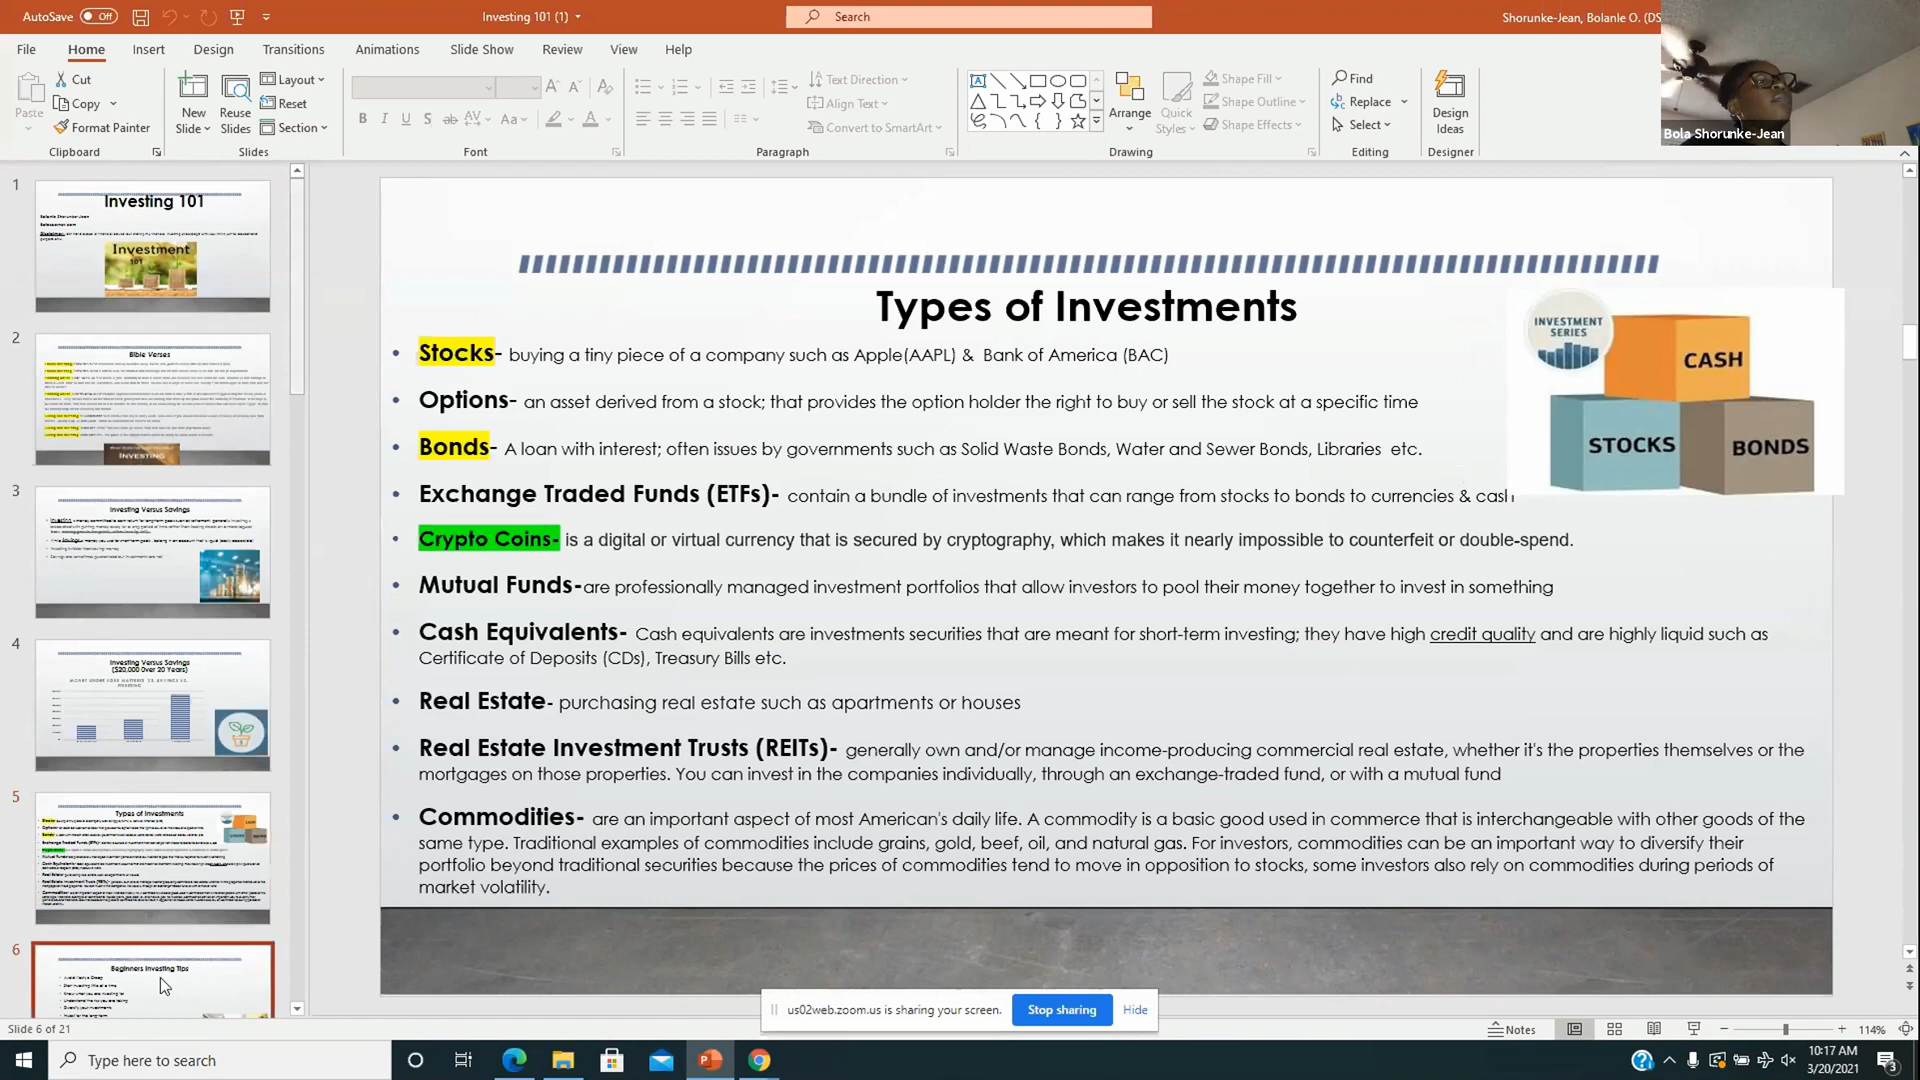 AutoSave Off
Investing 101 (1)
Search
Shorunke-Jean, Bolanle O. (DS
File Home Insert Design Transitions Animations Slide Show Review View Help
Paste
Cut
Copy
Format Painter
Clipboard
New Slide
Reuse Slides
Layout
Reset
Section
Slides
Font
Text Direction
Align Text
Convert to SmartArt
Paragraph
Arrange
Quick Styles
Shape Fill
Shape Outline
Shape Effects
Drawing
Find
Replace
Select
Editing
Design Ideas
Designer
Bola Shorunke-Jean
1
Investing 101
Investment
101
2
Bible Verses
INVESTING
3
Investing Versus Savings
4
Investing Versus Savings
($20,000 Over 20 Years)
5
Types of Investments
6
Beginners Investing Tips
Types of Investments
INVESTMENT
SERIES
CASH
STOCKS
BONDS
• Stocks- buying a tiny piece of a company such as Apple(AAPL) & Bank of America (BAC)
• Options- an asset derived from a stock; that provides the option holder the right to buy or sell the stock at a specific time
• Bonds- A loan with interest; often issues by governments such as Solid Waste Bonds, Water and Sewer Bonds, Libraries etc.
• Exchange Traded Funds (ETFs)- contain a bundle of investments that can range from stocks to bonds to currencies & cash
• Crypto Coins- is a digital or virtual currency that is secured by cryptography, which makes it nearly impossible to counterfeit or double-spend.
• Mutual Funds-are professionally managed investment portfolios that allow investors to pool their money together to invest in something
• Cash Equivalents- Cash equivalents are investments securities that are meant for short-term investing; they have high credit quality and are highly liquid such as
Certificate of Deposits (CDs), Treasury Bills etc.
• Real Estate- purchasing real estate such as apartments or houses
• Real Estate Investment Trusts (REITs)- generally own and/or manage income-producing commercial real estate, whether it's the properties themselves or the
mortgages on those properties. You can invest in the companies individually, through an exchange-traded fund, or with a mutual fund
• Commodities- are an important aspect of most American's daily life. A commodity is a basic good used in commerce that is interchangeable with other goods of the
same type. Traditional examples of commodities include grains, gold, beef, oil, and natural gas. For investors, commodities can be an important way to diversify their
portfolio beyond traditional securities because the prices of commodities tend to move in opposition to stocks, some investors also rely on commodities during periods of
market volatility.
us02web.zoom.us is sharing your screen.
Stop sharing
Hide
Slide 6 of 21
Notes
114%
Type here to search
10:17 AM
3/20/2021
3